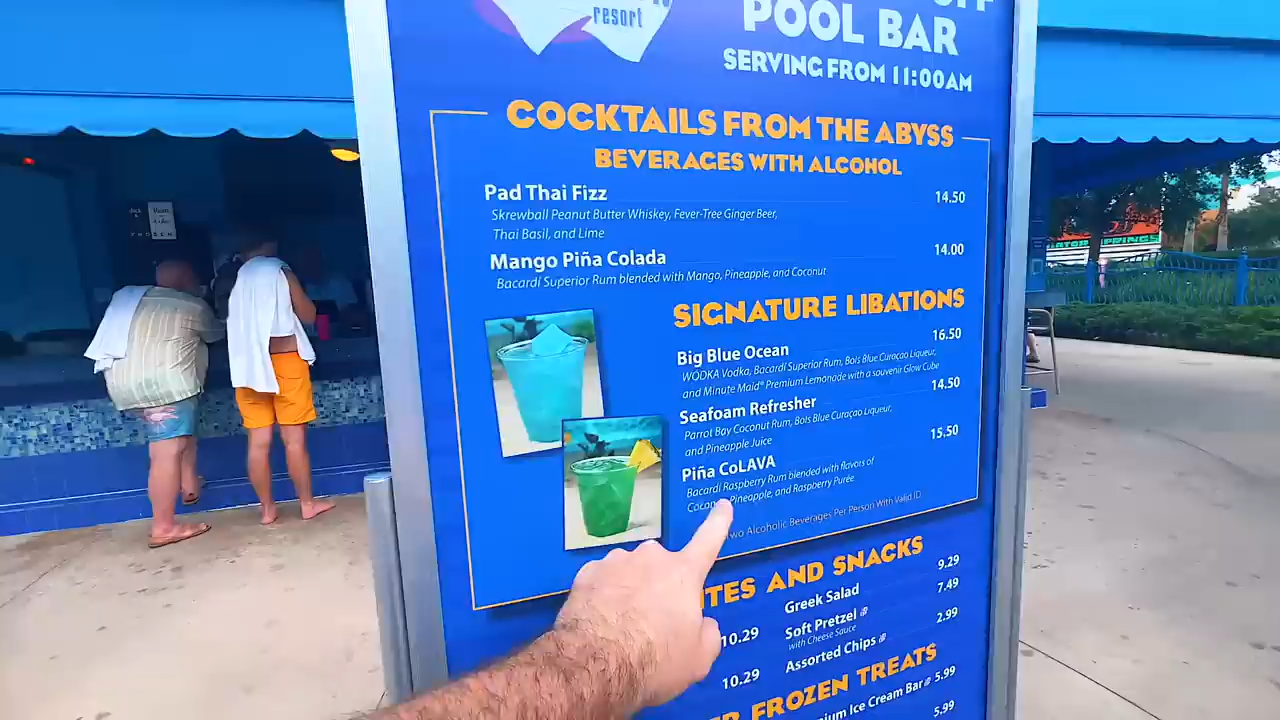 resort
POOL BAR
SERVING FROM 11:00AM
COCKTAILS FROM THE ABYSS
BEVERAGES WITH ALCOHOL
Pad Thai Fizz 14.50
Skrewball Peanut Butter Whiskey, Fever-Tree Ginger Beer,
Thai Basil, and Lime
Mango Piña Colada 14.00
Bacardí Superior Rum blended with Mango, Pineapple, and Coconut
SIGNATURE LIBATIONS
Big Blue Ocean 16.50
WÓDKA Vodka, Bacardí Superior Rum, Bols Blue Curaçao Liqueur,
and Minute Maid® Premium Lemonade with a souvenir Glow Cube
Seafoam Refresher 14.50
Parrot Bay Coconut Rum, Bols Blue Curaçao Liqueur,
and Pineapple Juice
Piña CoLAVA 15.50
Bacardí Raspberry Rum blended with flavors of
Pineapple, and Raspberry Purée
Two Alcoholic Beverages Per Person With Valid ID
AND SNACKS
Greek Salad 9.29
10.29 Soft Pretzel 7.49
with Cheese Sauce
10.29 Assorted Chips 2.99
FROZEN TREATS
Ice Cream Bar 5.99
5.99
SPRINGS